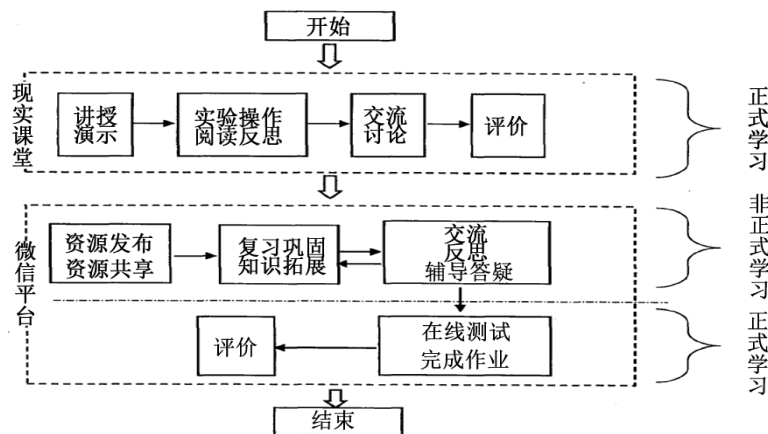 开始
现实课堂
讲授
演示
实验操作
阅读反思
交流
讨论
评价
正式学习
微信平台
资源发布
资源共享
复习巩固
知识拓展
交流
反思
辅导答疑
非正式学习
评价
在线测试
完成作业
正式学习
结束